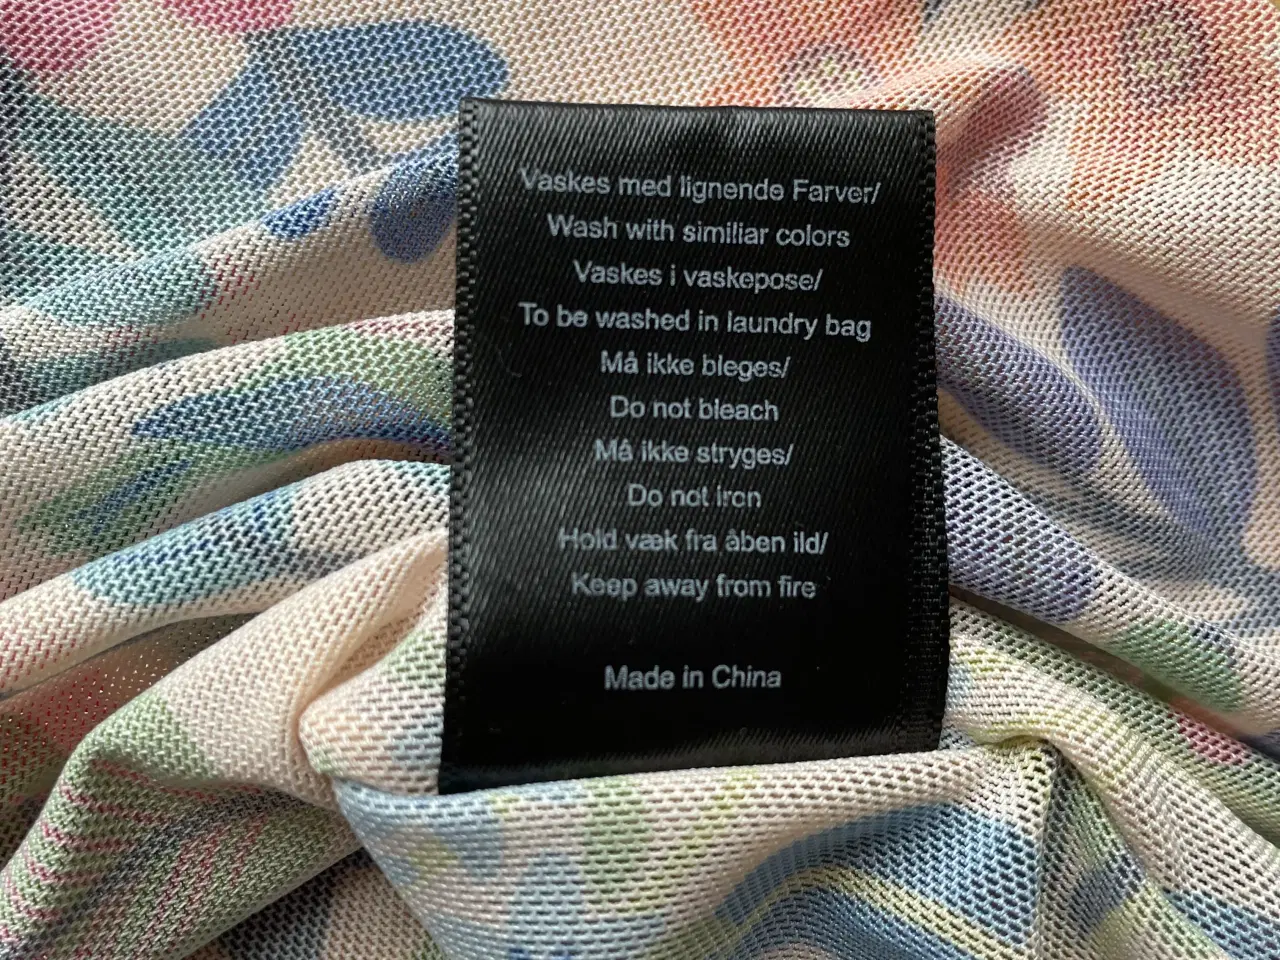 Vaskes med lignende Farver/
Wash with similiar colors
Vaskes i vaskepose/
To be washed in laundry bag
Må ikke bleges/
Do not bleach
Må ikke stryges/
Do not iron
Hold væk fra åben ild/
Keep away from fire
Made in China